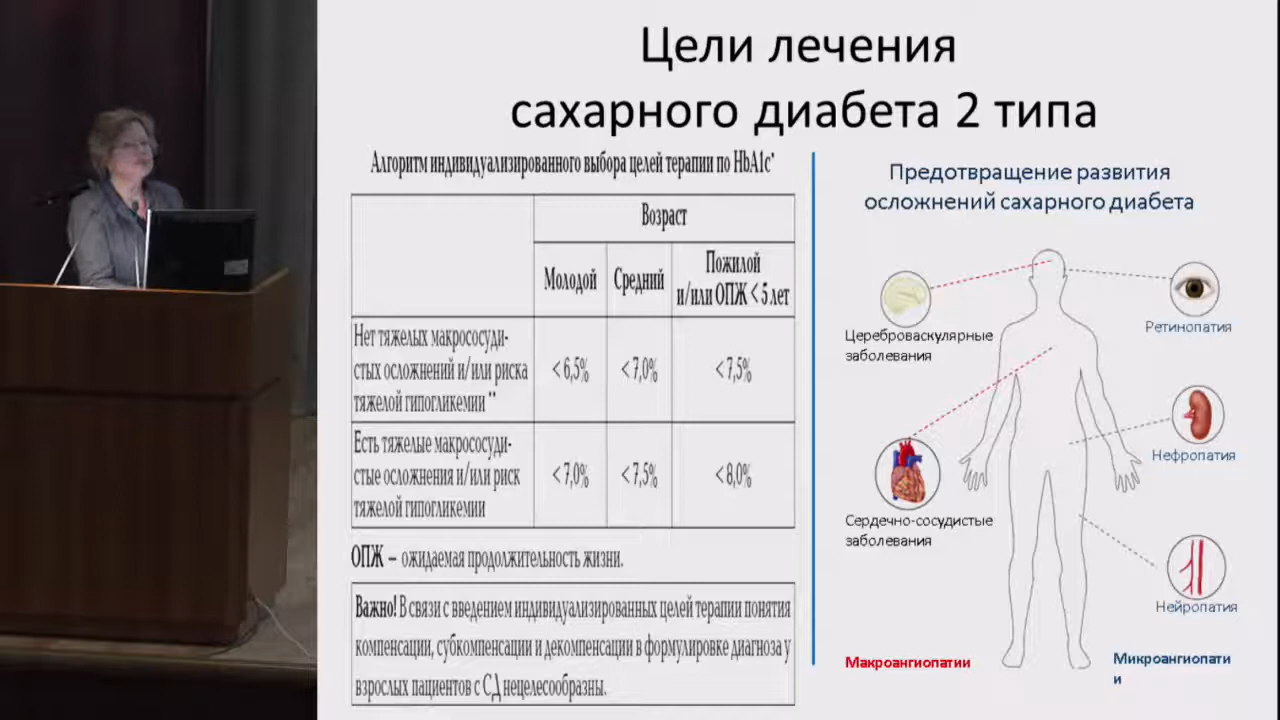 Цели лечения
сахарного диабета 2 типа
Алгоритм индивидуализированного выбора целей терапии по HbA1c*
Возраст
Молодой
Средний
Пожилой
и/или ОПЖ < 5 лет
Нет тяжелых макрососуди-
стых осложнений и/или риска
тяжелой гипогликемии **
< 6,5%
< 7,0%
< 7,5%
Есть тяжелые макрососуди-
стые осложнения и/или риск
тяжелой гипогликемии
< 7,0%
< 7,5%
< 8,0%
ОПЖ – ожидаемая продолжительность жизни.
Важно! В связи с введением индивидуализированных целей терапии понятия
компенсации, субкомпенсации и декомпенсации в формулировке диагноза у
взрослых пациентов с СД нецелесообразны.
Предотвращение развития
осложнений сахарного диабета
Цереброваскулярные
заболевания
Ретинопатия
Нефропатия
Сердечно-сосудистые
заболевания
Нейропатия
Макроангиопатии
Микроангиопати
и